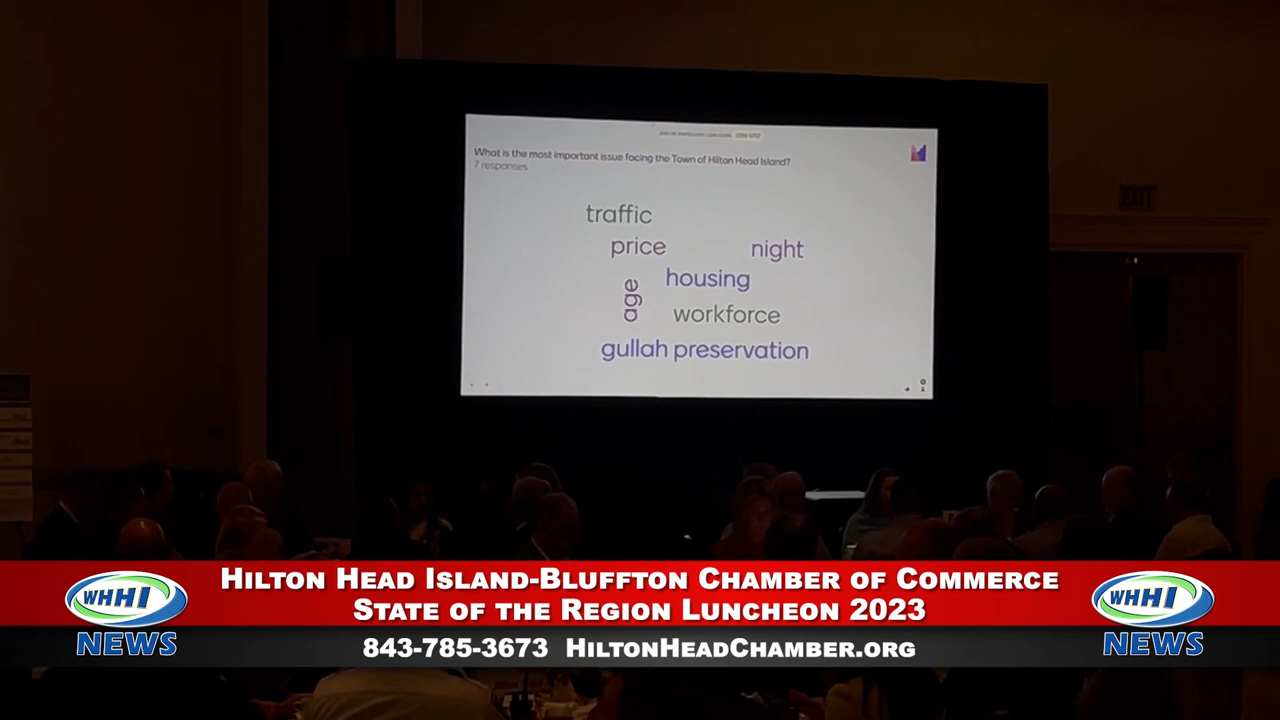 What is the most important issue facing the Town of Hilton Head Island?
7 responses
traffic
price
night
housing
age
workforce
gullah preservation
EXIT
HILTON HEAD ISLAND-BLUFFTON CHAMBER OF COMMERCE
STATE OF THE REGION LUNCHEON 2023
843-785-3673 HILTONHEADCHAMBER.ORG
WHHI
NEWS
WHHI
NEWS